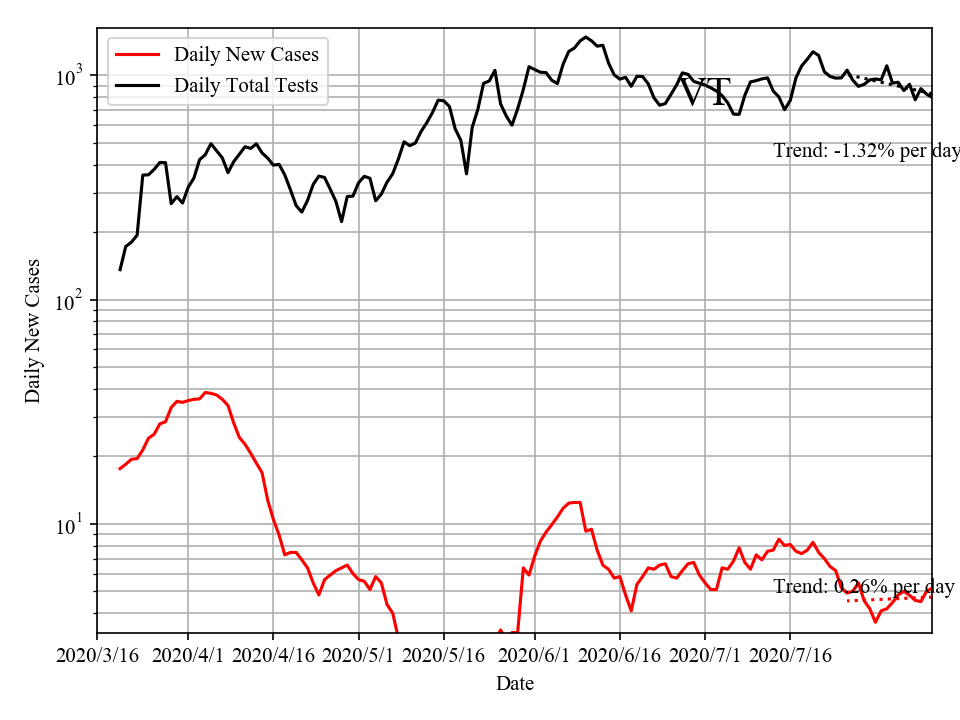 Daily New Cases
Daily Total Tests
VT
10³
Trend: -1.32% per day
10²
Daily New Cases
10¹
Trend: 0.26% per day
2020/3/16 2020/4/1 2020/4/16 2020/5/1 2020/5/16 2020/6/1 2020/6/16 2020/7/1 2020/7/16
Date